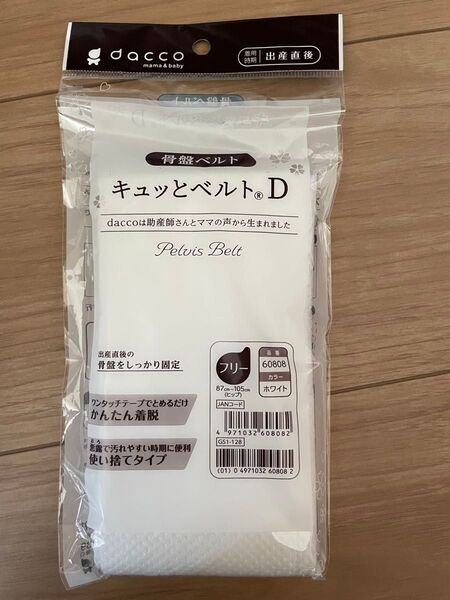 dacco
mama & baby
着用時期 出産直後
骨盤ベルト
キュッとベルト® D
daccoは助産師さんとママの声から生まれました
Pelvis Belt
出産直後の
骨盤をしっかり固定
ワンタッチテープでとめるだけ
かんたん着脱
悪露で汚れやすい時期に便利
おろ
使い捨てタイプ
フリー
87cm~105cm
(ヒップ)
品番
60808
カラー
ホワイト
JANコード
4 971032 608082
GS1-128
(01) 0 4971032 60808 2